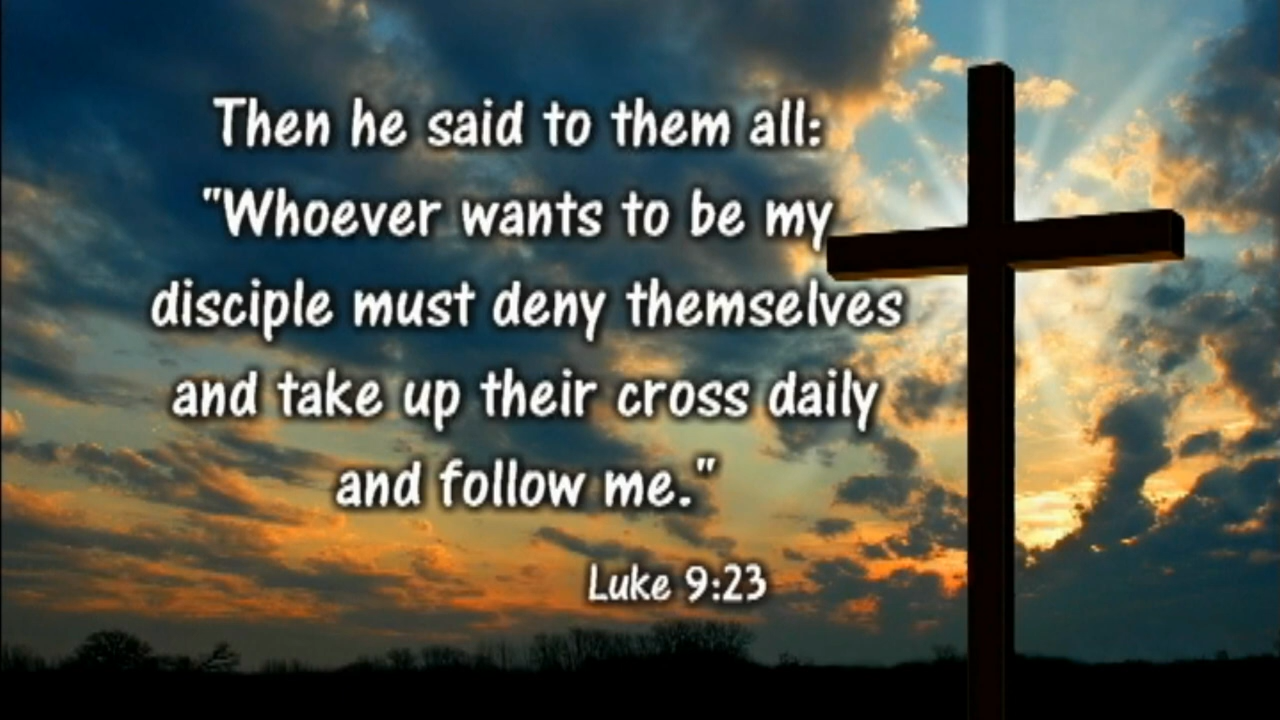 Then he said to them all:
"Whoever wants to be my
disciple must deny themselves
and take up their cross daily
and follow me."
Luke 9:23